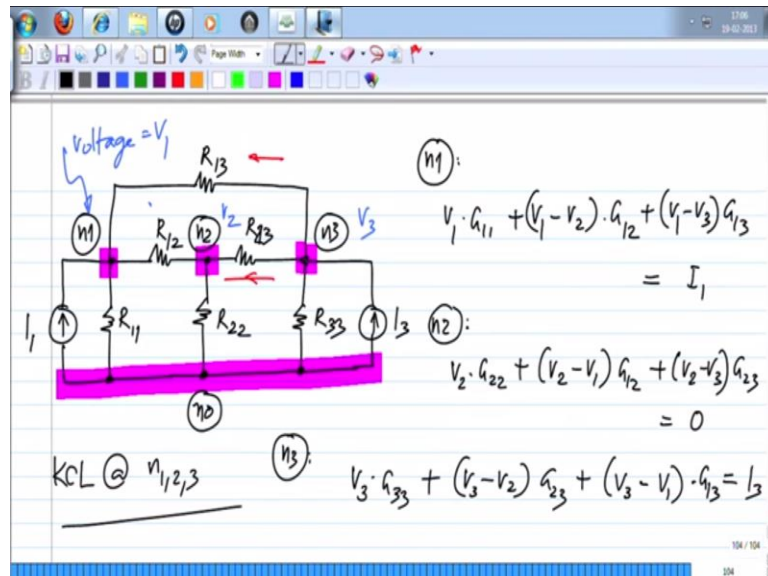 17:06
19-02-2013
Page Width
B I
voltage = V1
R13
n1
R12
n2
V2
R23
n3
V3
I1
R11
R22
R33
I3
n0
KCL @ n1,2,3
n1:
V1·G11 + (V1-V2)·G12 + (V1-V3)G13
= I1
n2:
V2·G22 + (V2-V1)G12 + (V2-V3)G23
= 0
n3:
V3·G33 + (V3-V2)G23 + (V3-V1)·G13 = I3
104 / 104
104